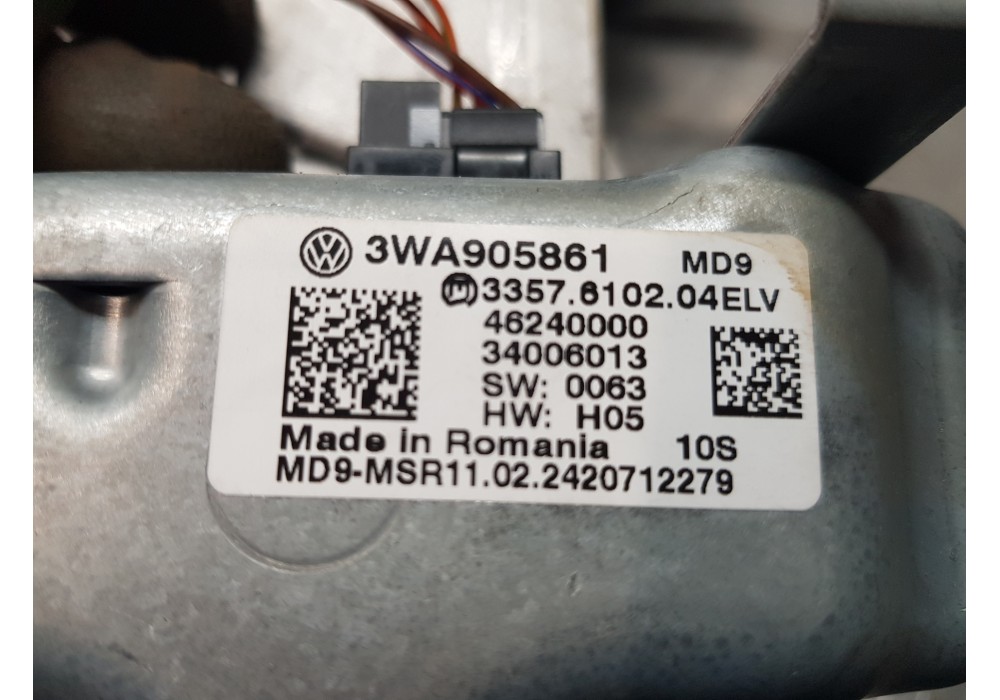 3WA905861 MD9
3357.6102.04ELV
46240000
34006013
SW: 0063
HW: H05
Made in Romania 10S
MD9-MSR11.02.2420712279